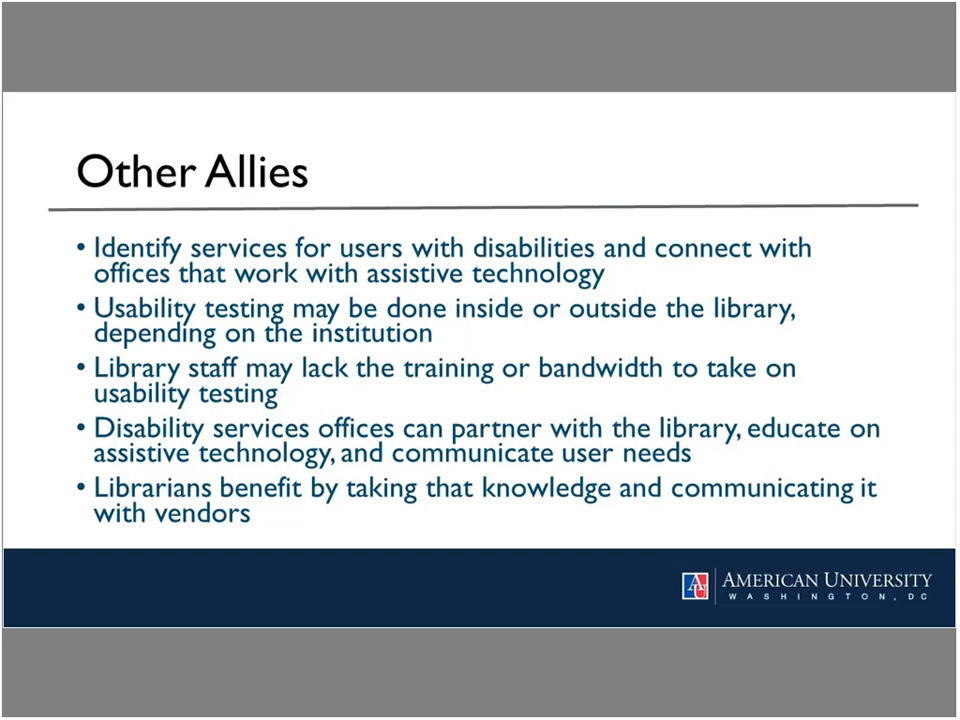 Other Allies
• Identify services for users with disabilities and connect with
offices that work with assistive technology
• Usability testing may be done inside or outside the library,
depending on the institution
• Library staff may lack the training or bandwidth to take on
usability testing
• Disability services offices can partner with the library, educate on
assistive technology, and communicate user needs
• Librarians benefit by taking that knowledge and communicating it
with vendors
AU
AMERICAN UNIVERSITY
WASHINGTON, DC